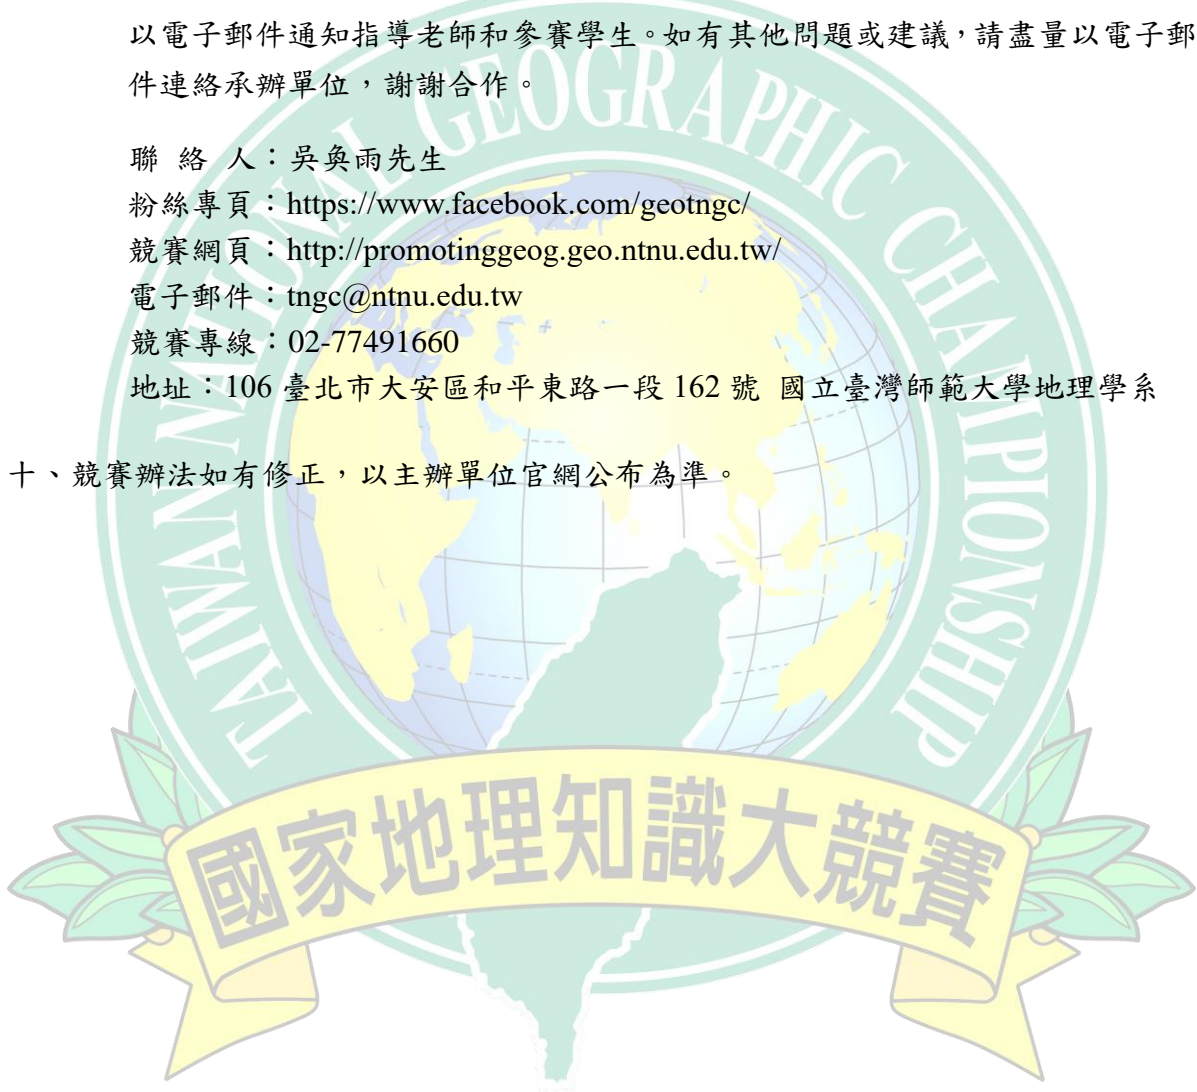 以電子郵件通知指導老師和參賽學生。如有其他問題或建議，請盡量以電子郵
件連絡承辦單位，謝謝合作。
聯 絡 人：吳奐雨先生
粉絲專頁：https://www.facebook.com/geotngc/
競賽網頁：http://promotinggeog.geo.ntnu.edu.tw/
電子郵件：tngc@ntnu.edu.tw
競賽專線：02-77491660
地址：106 臺北市大安區和平東路一段 162 號 國立臺灣師範大學地理學系
十、競賽辦法如有修正，以主辦單位官網公布為準。
TAIWAN NATIONAL GEOGRAPHIC CHAMPIONSHIP
國家地理知識大競賽